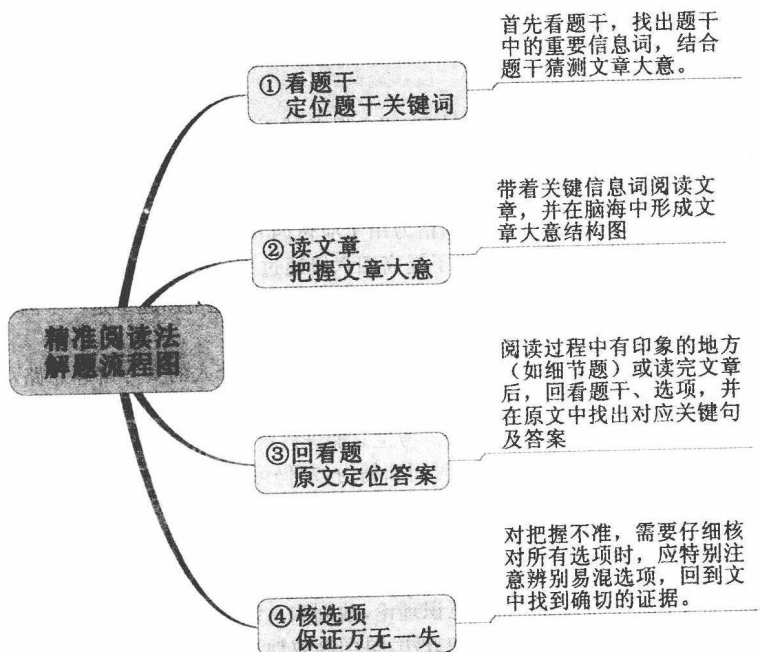 首先看题干，找出题干
中的重要信息词，结合
题干猜测文章大意。
①看题干
定位题干关键词
带着关键信息词阅读文
章，并在脑海中形成文
章大意结构图
②读文章
把握文章大意
精准阅读法
解题流程图
阅读过程中有印象的地方
（如细节题）或读完文章
后，回看题干、选项，并
在原文中找出对应关键句
及答案
③回看题
原文定位答案
对把握不准，需要仔细核
对所有选项时，应特别注
意辨别易混选项，回到文
中找到确切的证据。
④核选项
保证万无一失